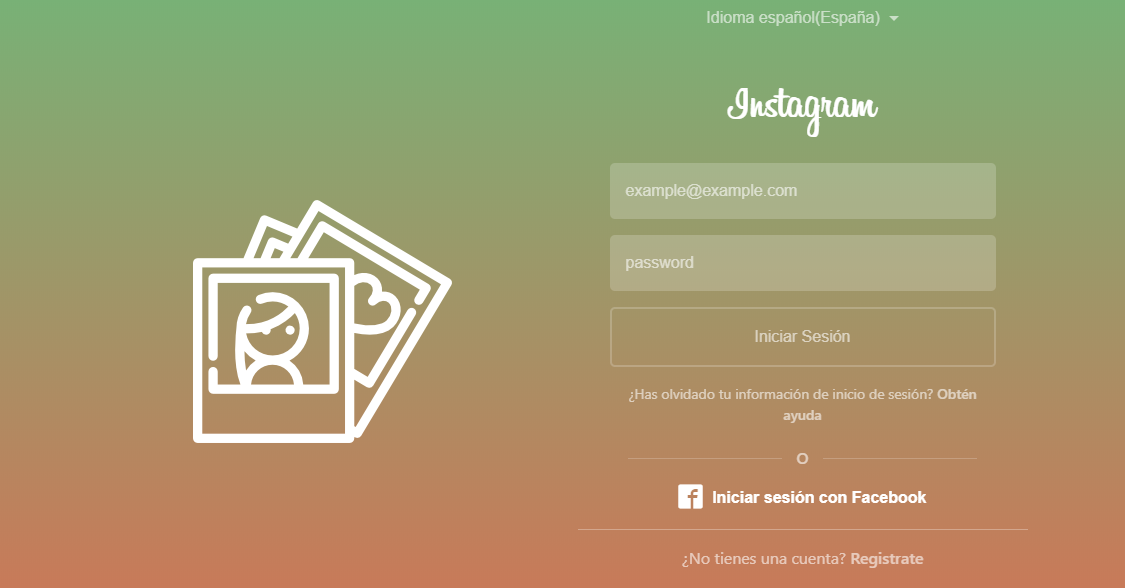 Idioma español(España)
Instagram
example@example.com
password
Iniciar Sesión
¿Has olvidado tu información de inicio de sesión? Obtén
ayuda
O
Iniciar sesión con Facebook
¿No tienes una cuenta? Registrate